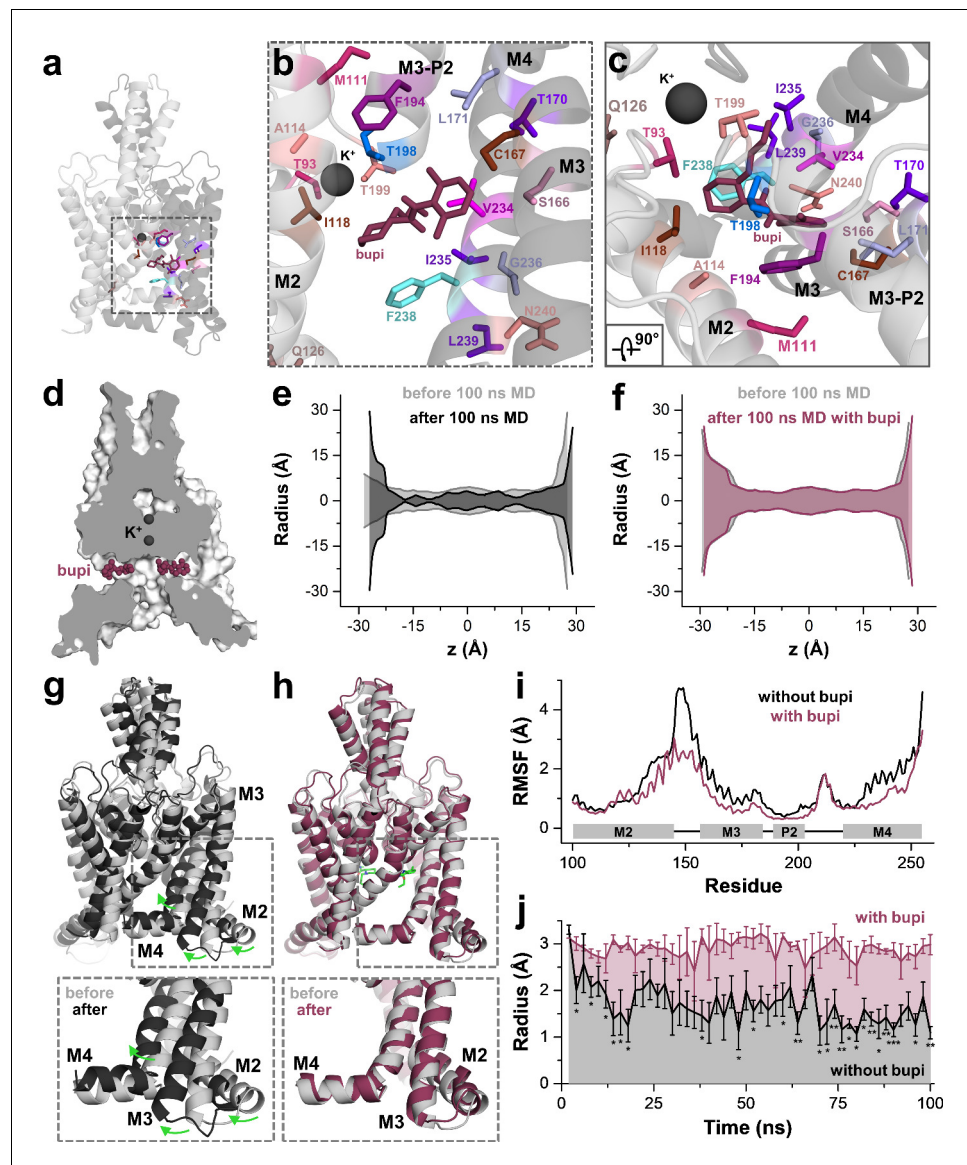 a
b
M3-P2
M4
M111
F194
L171
T170
A114
T198
C167
K⁺
T93
T199
M3
S166
V234
I118
bupi
I235
G236
M2
F238
N240
L239
Q126
c
K⁺
I235
T199
M4
Q126
T93
G236
L239
V234
T170
F238
N240
T198
S166
L171
bupi
I118
A114
F194
C167
M3
M3-P2
M2
M111
90°
d
K⁺
bupi
e
before 100 ns MD
after 100 ns MD
Radius (Å)
30
15
0
-15
-30
-30 -15 0 15 30
z (Å)
f
before 100 ns MD
after 100 ns MD with bupi
Radius (Å)
30
15
0
-15
-30
-30 -15 0 15 30
z (Å)
g
M3
M2
M4
before
after
M4
M2
M3
h
before
after
M4
M2
M3
i
without bupi
with bupi
RMSF (Å)
4
2
0
M2 M3 P2 M4
100 150 200 250
Residue
j
with bupi
Radius (Å)
3
2
1
0
without bupi
0 25 50 75 100
Time (ns)